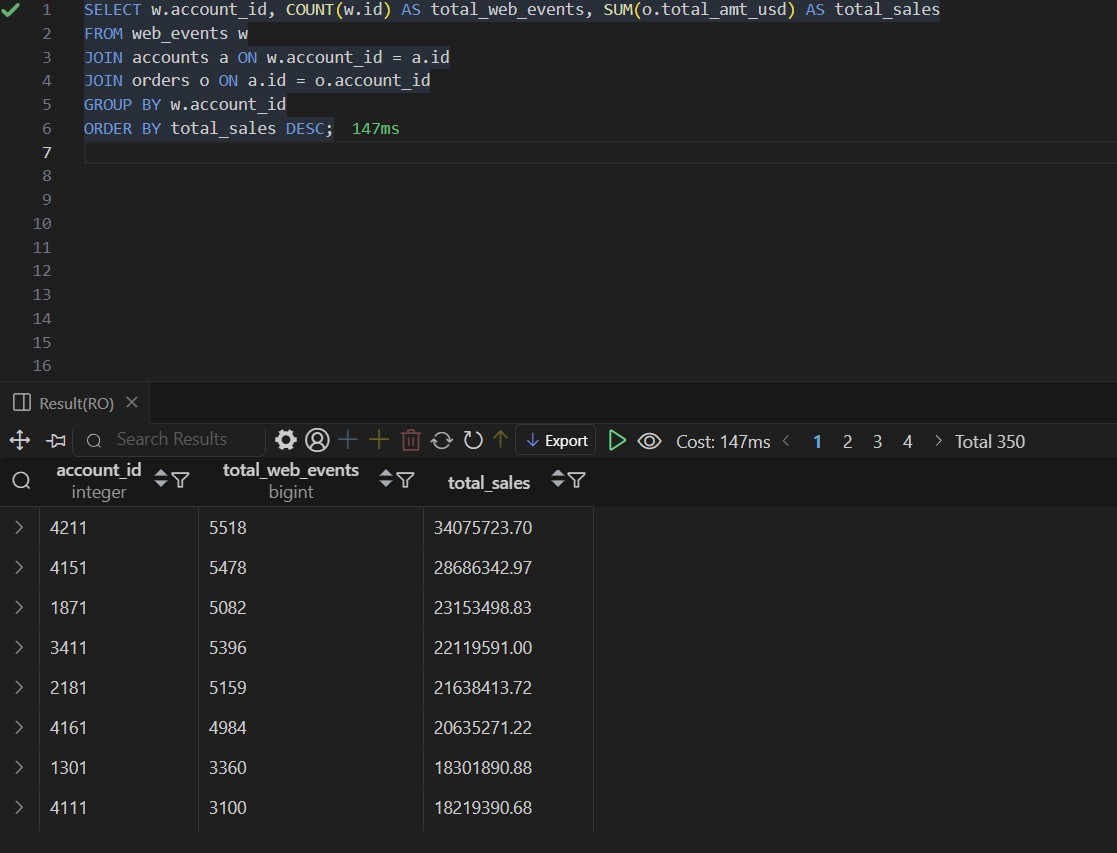 1 SELECT w.account_id, COUNT(w.id) AS total_web_events, SUM(o.total_amt_usd) AS total_sales
2 FROM web_events w
3 JOIN accounts a ON w.account_id = a.id
4 JOIN orders o ON a.id = o.account_id
5 GROUP BY w.account_id
6 ORDER BY total_sales DESC; 147ms
7
8
9
10
11
12
13
14
15
16
Result(RO)
Search Results Export Cost: 147ms 1 2 3 4 Total 350
account_id total_web_events total_sales
integer bigint
4211 5518 34075723.70
4151 5478 28686342.97
1871 5082 23153498.83
3411 5396 22119591.00
2181 5159 21638413.72
4161 4984 20635271.22
1301 3360 18301890.88
4111 3100 18219390.68